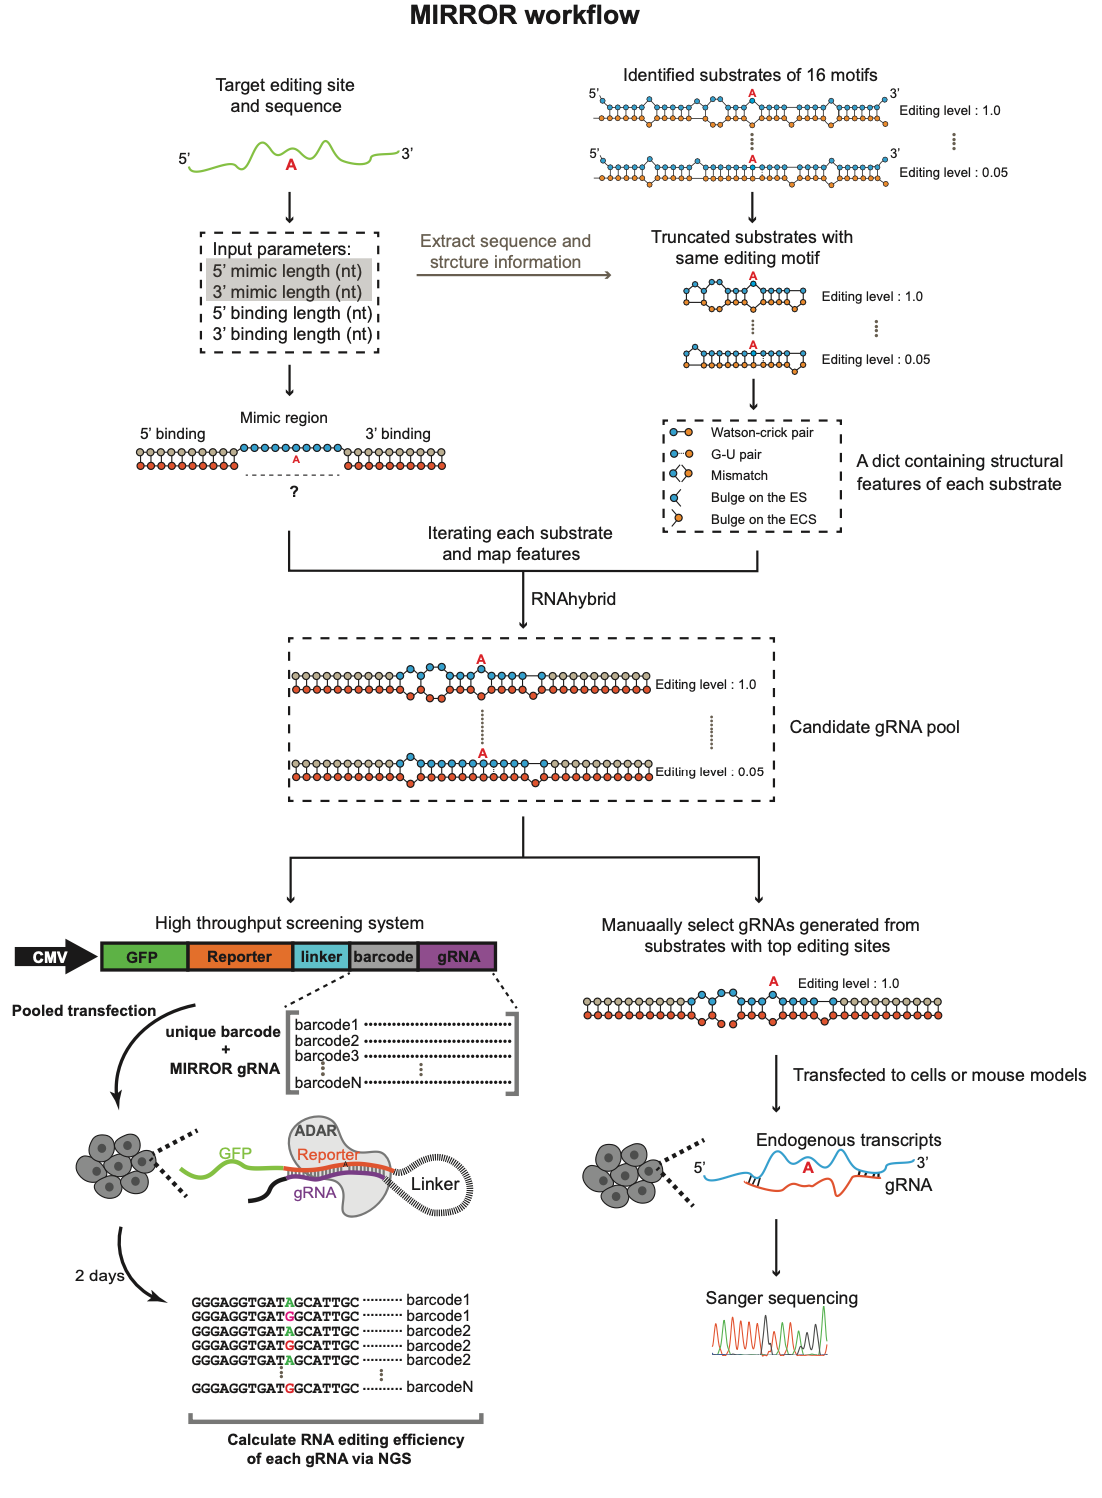 MIRROR workflow
Target editing site
and sequence
5’
A
3’
Input parameters:
5’ mimic length (nt)
3’ mimic length (nt)
5’ binding length (nt)
3’ binding length (nt)
Extract sequence and
strcture information
Identified substrates of 16 motifs
5’
A
3’
Editing level : 1.0
5’
A
3’
Editing level : 0.05
Truncated substrates with
same editing motif
A
Editing level : 1.0
A
Editing level : 0.05
Watson-crick pair
G-U pair
Mismatch
Bulge on the ES
Bulge on the ECS
A dict containing structural
features of each substrate
Mimic region
5’ binding
3’ binding
A
?
Iterating each substrate
and map features
RNAhybrid
A
Editing level : 1.0
A
Editing level : 0.05
Candidate gRNA pool
High throughput screening system
CMV
GFP
Reporter
linker
barcode
gRNA
Pooled transfection
unique barcode
+
MIRROR gRNA
barcode1
barcode2
barcode3
barcodeN
ADAR
GFP
Reporter
A
gRNA
Linker
2 days
GGGAGGTGATAGCATTGC barcode1
GGGAGGTGATGGCATTGC barcode1
GGGAGGTGATAGCATTGC barcode2
GGGAGGTGATGGCATTGC barcode2
GGGAGGTGATAGCATTGC barcode2
GGGAGGTGATGGCATTGC barcodeN
Calculate RNA editing efficiency
of each gRNA via NGS
Manuaally select gRNAs generated from
substrates with top editing sites
A
Editing level : 1.0
Transfected to cells or mouse models
Endogenous transcripts
5’
A
3’
gRNA
Sanger sequencing